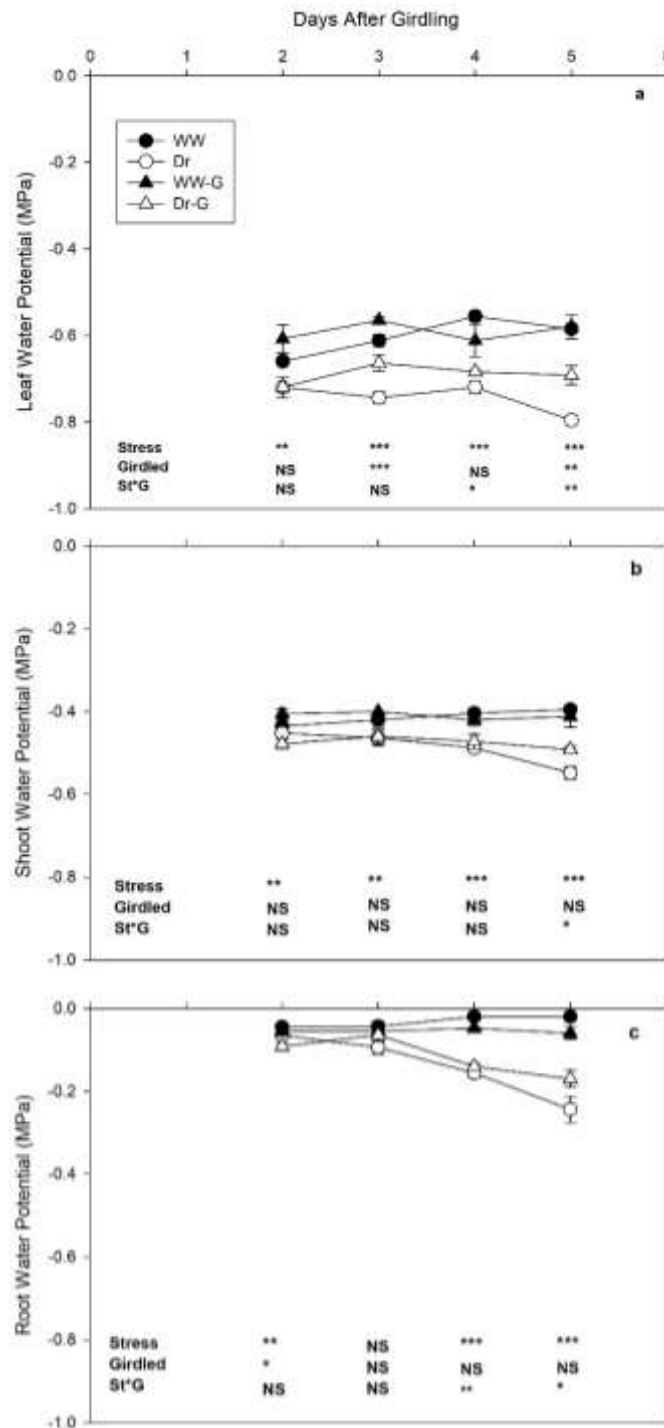 Days After Girdling
0 1 2 3 4 5 6
0.0
-0.2
-0.4
-0.6
-0.8
-1.0
Leaf Water Potential (MPa)
a
WW
Dr
WW-G
Dr-G
Stress ** *** *** ***
Girdled NS *** NS **
St*G NS NS * **
0.0
-0.2
-0.4
-0.6
-0.8
-1.0
Shoot Water Potential (MPa)
b
Stress ** ** *** ***
Girdled NS NS NS NS
St*G NS NS NS *
0.0
-0.2
-0.4
-0.6
-0.8
-1.0
Root Water Potential (MPa)
c
Stress ** NS *** ***
Girdled * NS NS NS
St*G NS NS ** *